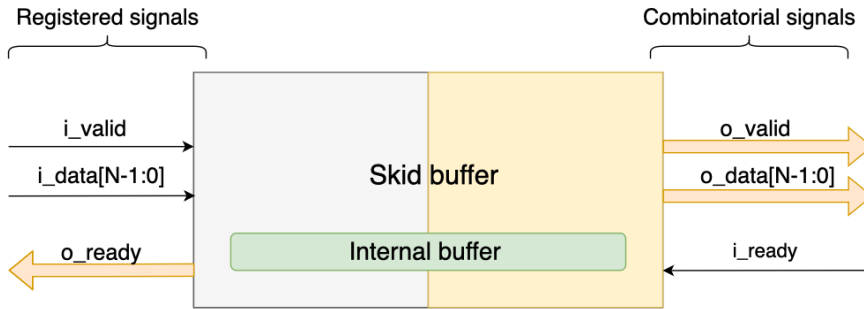 Registered signals
Combinatorial signals
i_valid
o_valid
i_data[N-1:0]
Skid buffer
o_data[N-1:0]
o_ready
Internal buffer
i_ready